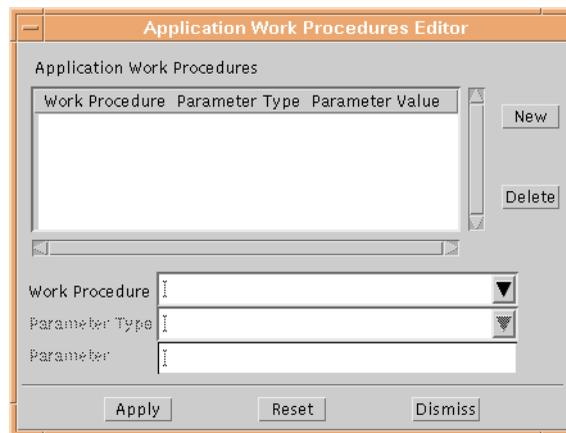 Application Work Procedures Editor
Application Work Procedures
Work Procedure Parameter Type Parameter Value
New
Delete
Work Procedure
Parameter Type
Parameter
Apply Reset Dismiss